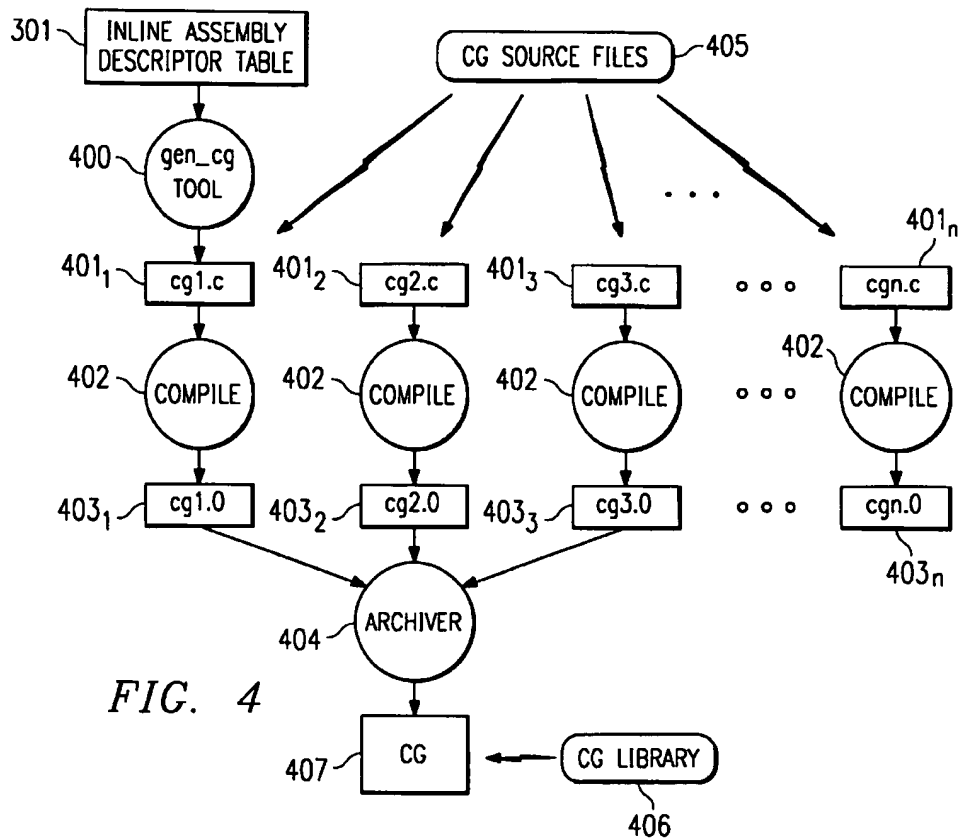 301
INLINE ASSEMBLY
DESCRIPTOR TABLE
CG SOURCE FILES
405
400
gen_cg
TOOL
401₁
cg1.c
401₂
cg2.c
401₃
cg3.c
401ₙ
cgn.c
402
COMPILE
402
COMPILE
402
COMPILE
402
COMPILE
403₁
cg1.0
403₂
cg2.0
403₃
cg3.0
cgn.0
403ₙ
404
ARCHIVER
FIG. 4
407
CG
CG LIBRARY
406